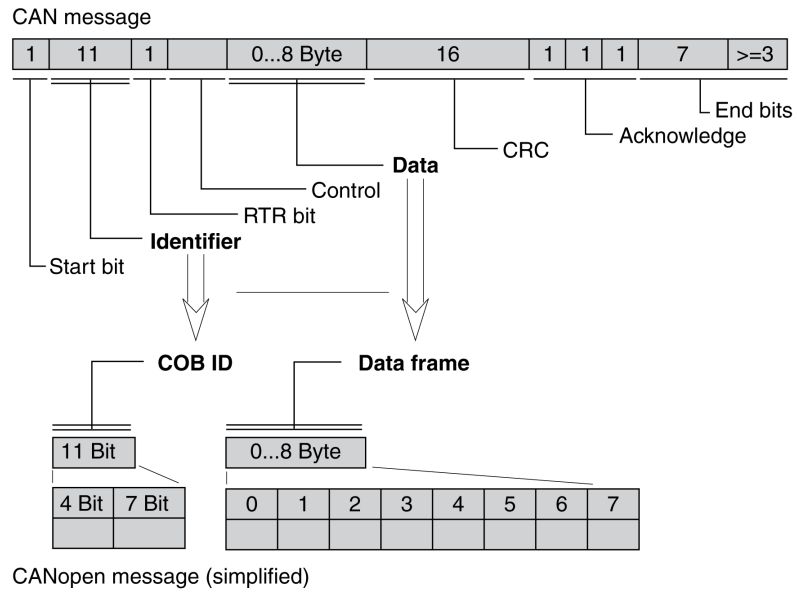 CAN message
1 11 1 0...8 Byte 16 1 1 1 7 >=3
End bits
Acknowledge
CRC
Data
Control
RTR bit
Identifier
Start bit
COB ID Data frame
11 Bit 0...8 Byte
4 Bit 7 Bit 0 1 2 3 4 5 6 7
CANopen message (simplified)